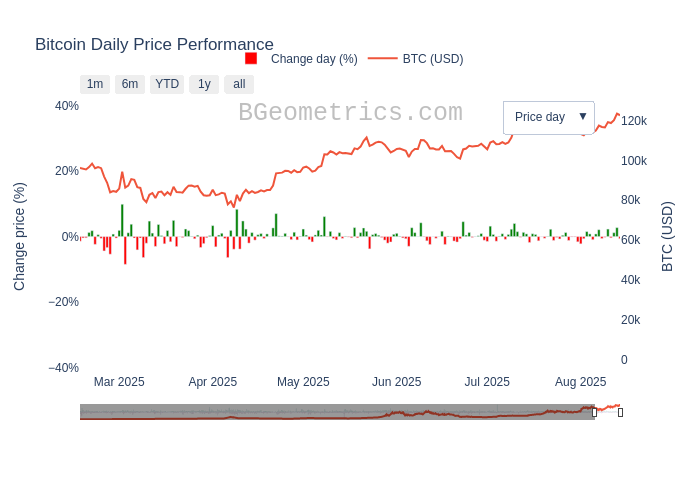 Bitcoin Daily Price Performance
Change day (%)
BTC (USD)
1m
6m
YTD
1y
all
BGeometrics.com
Price day ▼
40%
20%
0%
−20%
−40%
Change price (%)
120k
100k
80k
60k
40k
20k
0
BTC (USD)
Mar 2025
Apr 2025
May 2025
Jun 2025
Jul 2025
Aug 2025